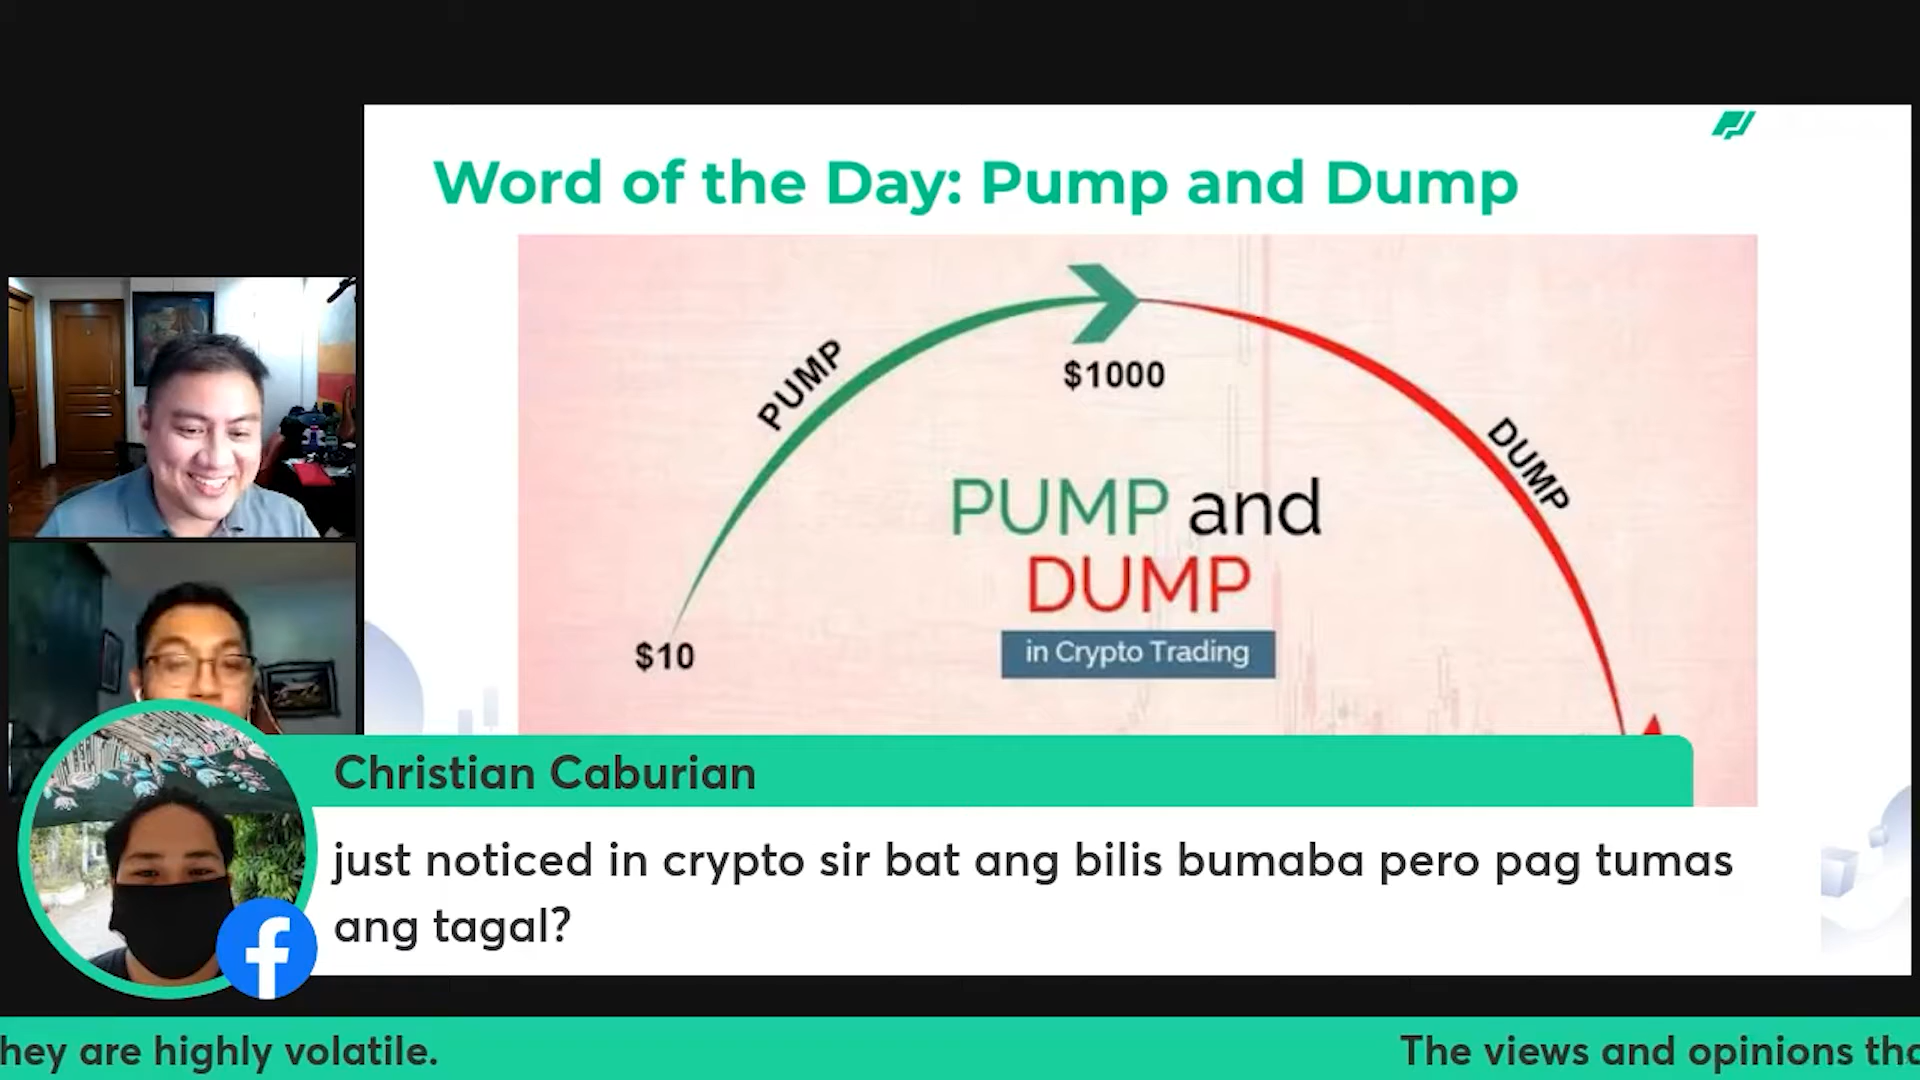 Word of the Day: Pump and Dump
PUMP
$1000
DUMP
PUMP and
DUMP
in Crypto Trading
$10
Christian Caburian
just noticed in crypto sir bat ang bilis bumaba pero pag tumas
ang tagal?
hey are highly volatile.
The views and opinions tha